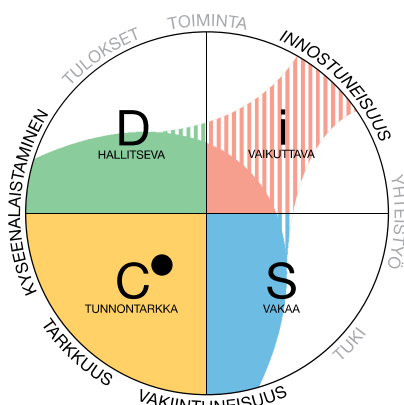 TOIMINTA
TULOKSET
INNOSTUNEISUUS
D
HALLITSEVA
i
VAIKUTTAVA
KYSEENALAISTAMINEN
YHTEISTYÖ
C
TUNNONTARKKA
S
VAKAA
TARKKUUS
TUKI
VAKIINTUNEISUUS